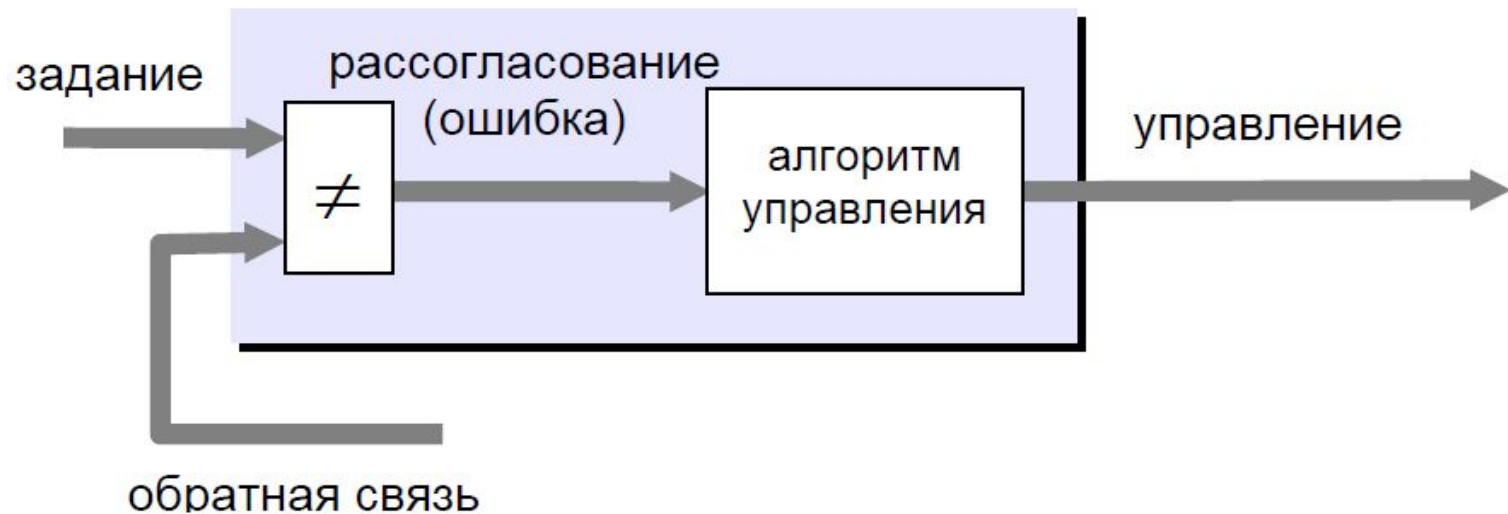 задание
рассогласование
(ошибка)
≠
алгоритм
управления
управление
обратная связь